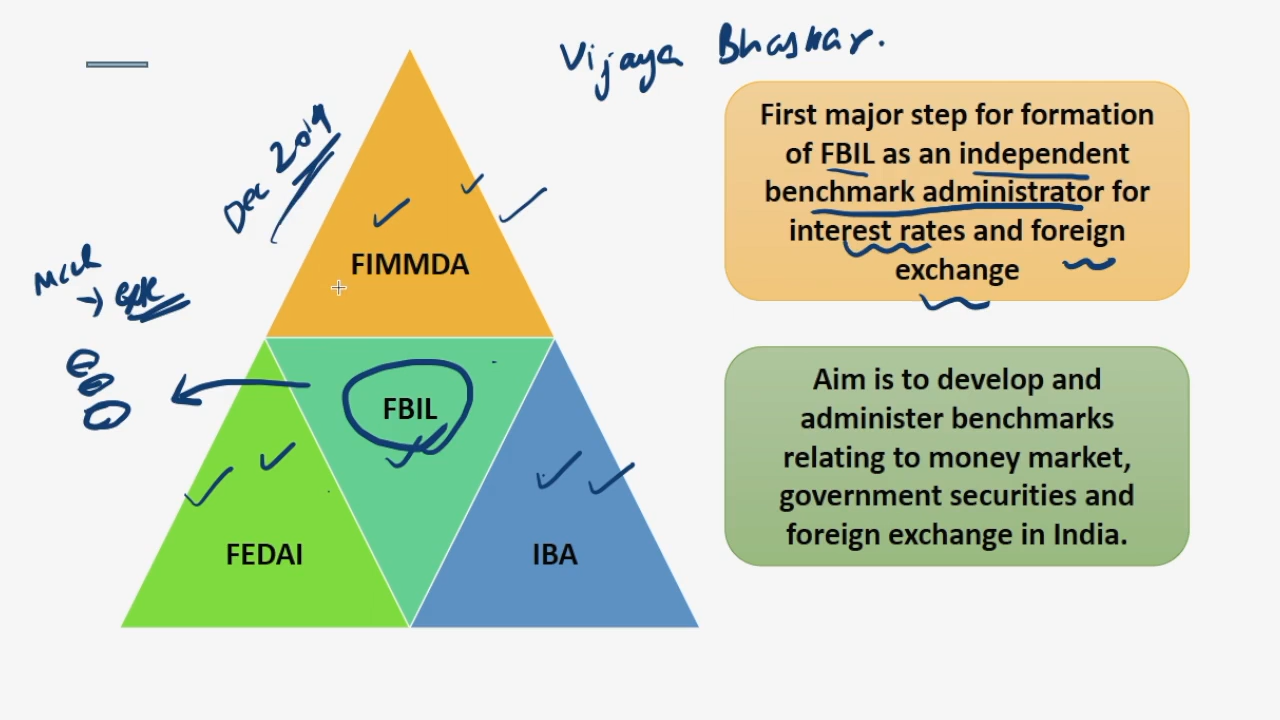 Vijaya Bhaskar.
Dec 2014
FIMMDA
FBIL
FEDAI
IBA
First major step for formation
of FBIL as an independent
benchmark administrator for
interest rates and foreign
exchange
Aim is to develop and
administer benchmarks
relating to money market,
government securities and
foreign exchange in India.